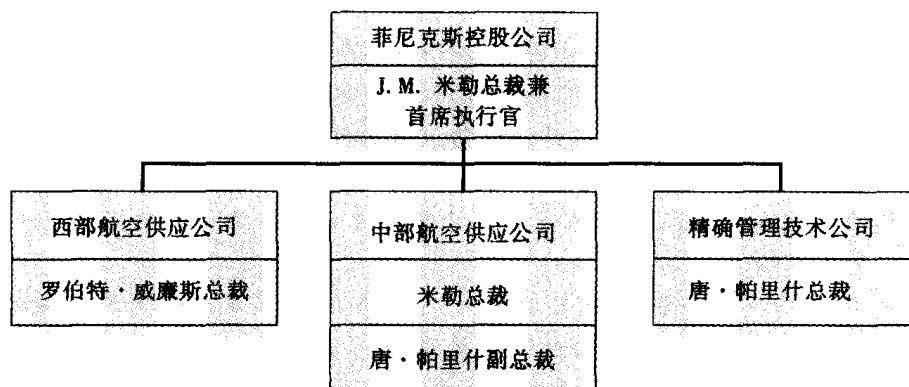 菲尼克斯控股公司
J. M. 米勒总裁兼
首席执行官
西部航空供应公司
中部航空供应公司
精确管理技术公司
罗伯特·威廉斯总裁
米勒总裁
唐·帕里什总裁
唐·帕里什副总裁